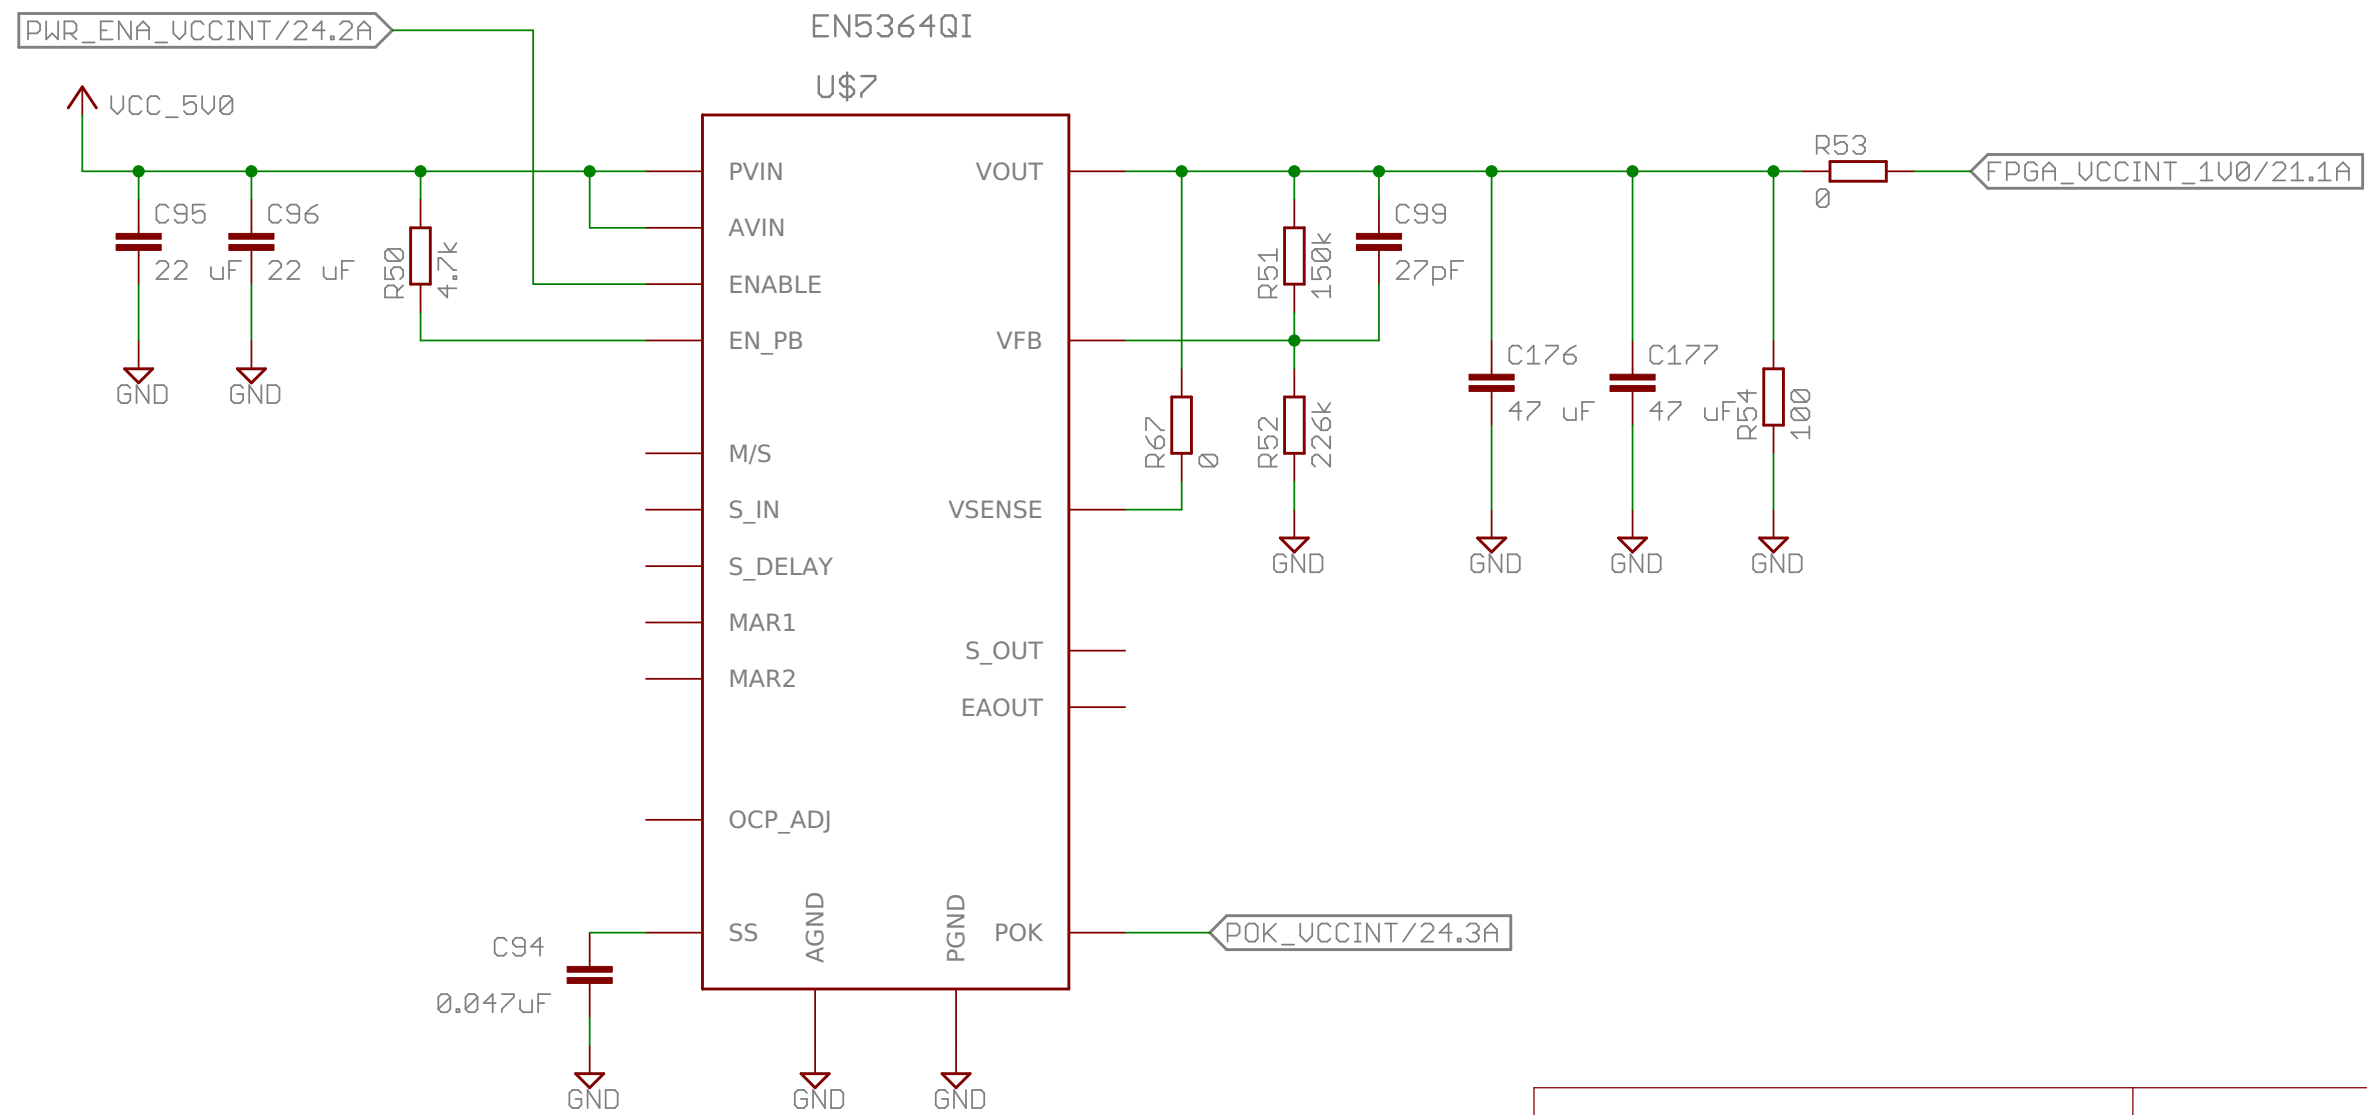 PWR_ENA_VCCINT/24.2A
EN5364QI
U$7
VCC_5V0
R53
0
FPGA_VCCINT_1V0/21.1A
PVIN
VOUT
C95
22 uF
C96
22 uF
R50
4.7k
AVIN
ENABLE
EN_PB
R51
150k
C99
27pF
VFB
GND
GND
C176
47 uF
C177
47 uF
R54
100
R67
0
R52
226k
M/S
S_IN
VSENSE
S_DELAY
GND
GND
GND
GND
MAR1
MAR2
S_OUT
EAOUT
OCP_ADJ
SS
AGND
PGND
POK
POK_VCCINT/24.3A
C94
0.047uF
GND
GND
GND